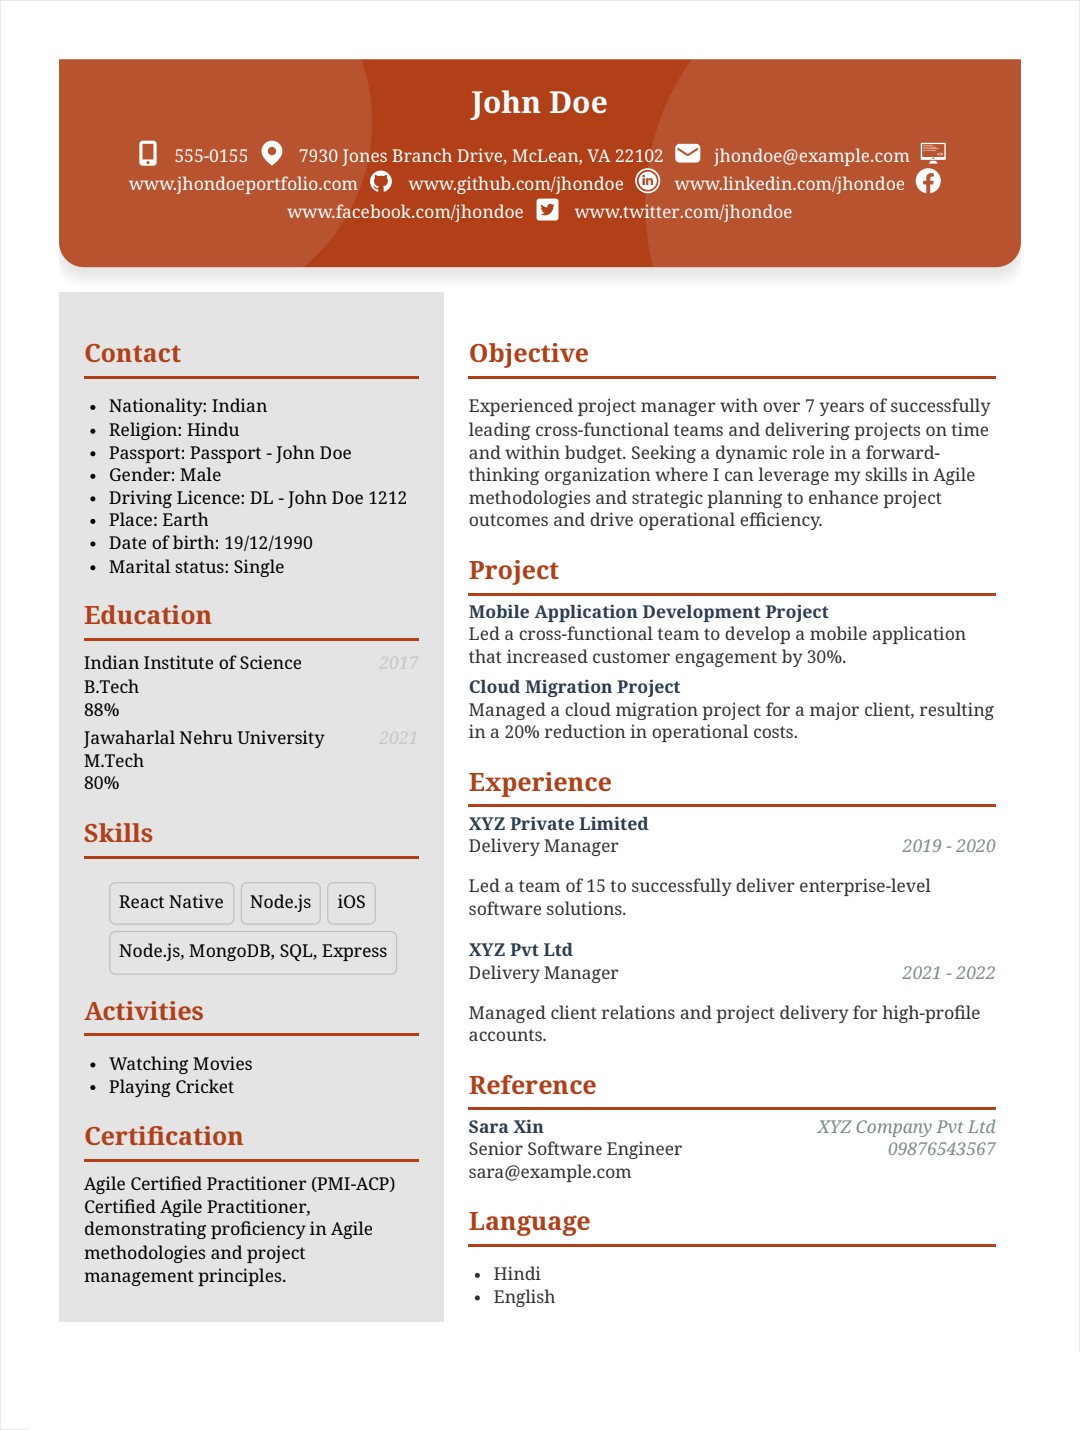 John Doe
555-0155 7930 Jones Branch Drive, McLean, VA 22102 jhondoe@example.com
www.jhondoeportfolio.com www.github.com/jhondoe www.linkedin.com/jhondoe
www.facebook.com/jhondoe www.twitter.com/jhondoe
Contact
• Nationality: Indian
• Religion: Hindu
• Passport: Passport - John Doe
• Gender: Male
• Driving Licence: DL - John Doe 1212
• Place: Earth
• Date of birth: 19/12/1990
• Marital status: Single
Education
Indian Institute of Science 2017
B.Tech
88%
Jawaharlal Nehru University 2021
M.Tech
80%
Skills
React Native Node.js iOS
Node.js, MongoDB, SQL, Express
Activities
• Watching Movies
• Playing Cricket
Certification
Agile Certified Practitioner (PMI-ACP)
Certified Agile Practitioner,
demonstrating proficiency in Agile
methodologies and project
management principles.
Objective
Experienced project manager with over 7 years of successfully
leading cross-functional teams and delivering projects on time
and within budget. Seeking a dynamic role in a forward-
thinking organization where I can leverage my skills in Agile
methodologies and strategic planning to enhance project
outcomes and drive operational efficiency.
Project
Mobile Application Development Project
Led a cross-functional team to develop a mobile application
that increased customer engagement by 30%.
Cloud Migration Project
Managed a cloud migration project for a major client, resulting
in a 20% reduction in operational costs.
Experience
XYZ Private Limited
Delivery Manager 2019 - 2020
Led a team of 15 to successfully deliver enterprise-level
software solutions.
XYZ Pvt Ltd
Delivery Manager 2021 - 2022
Managed client relations and project delivery for high-profile
accounts.
Reference
Sara Xin XYZ Company Pvt Ltd
Senior Software Engineer 09876543567
sara@example.com
Language
• Hindi
• English